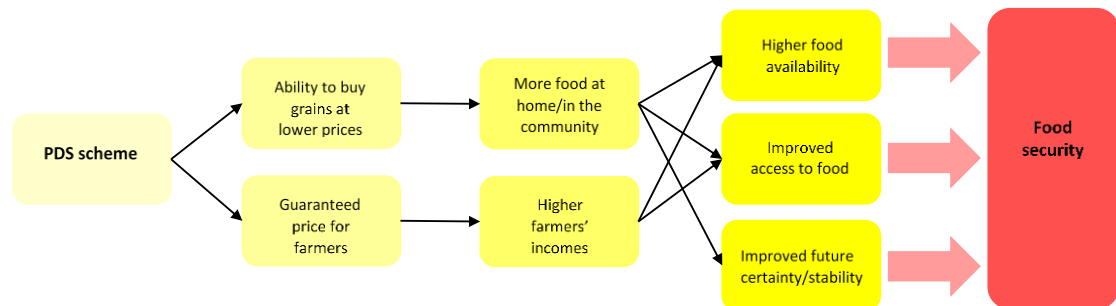 PDS scheme
Ability to buy
grains at
lower prices
Guaranteed
price for
farmers
More food at
home/in the
community
Higher
farmers’
incomes
Higher food
availability
Improved
access to food
Improved future
certainty/stability
Food
security